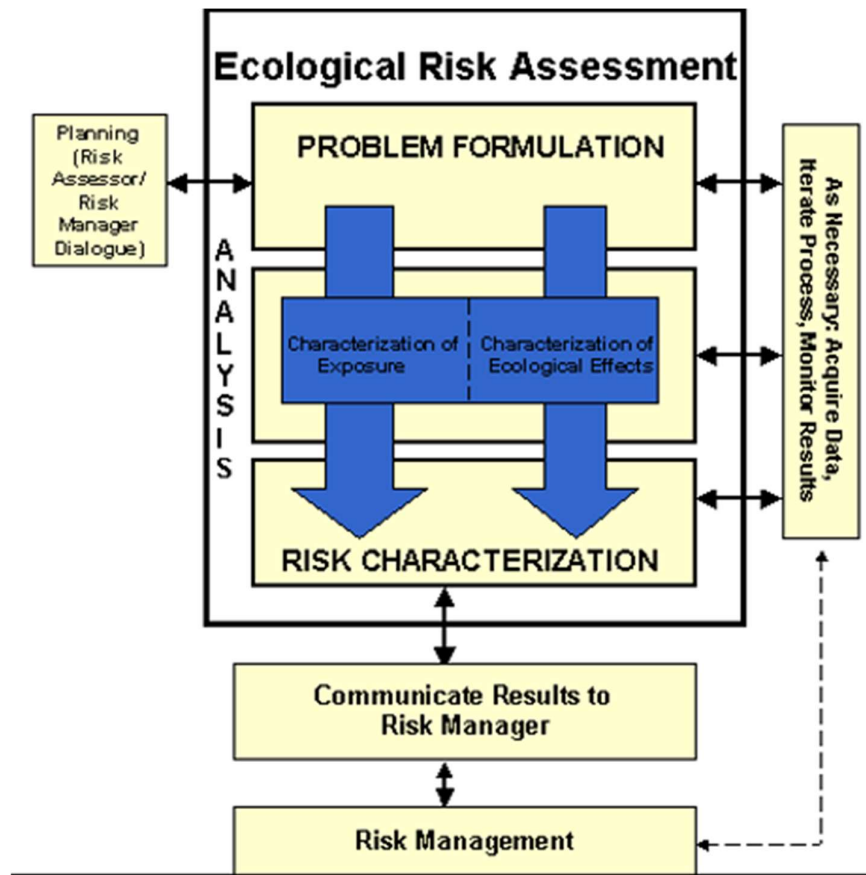 Ecological Risk Assessment
Planning
(Risk
Assessor/
Risk
Manager
Dialogue)
PROBLEM FORMULATION
ANALYSIS
Characterization of
Exposure
Characterization of
Ecological Effects
As Necessary: Acquire Data,
Iterate Process, Monitor Results
RISK CHARACTERIZATION
Communicate Results to
Risk Manager
Risk Management